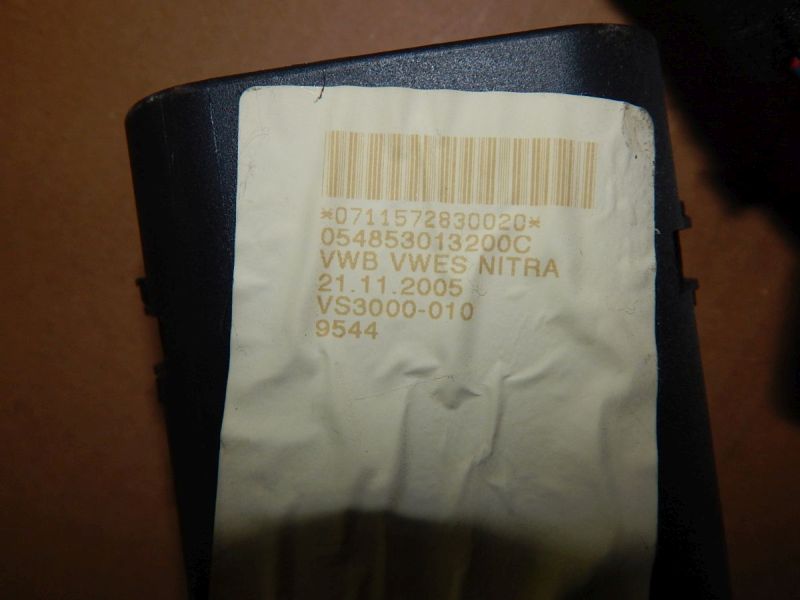 *0711572830020*
054853013200C
VWB VWES NITRA
21.11.2005
VS3000-010
9544